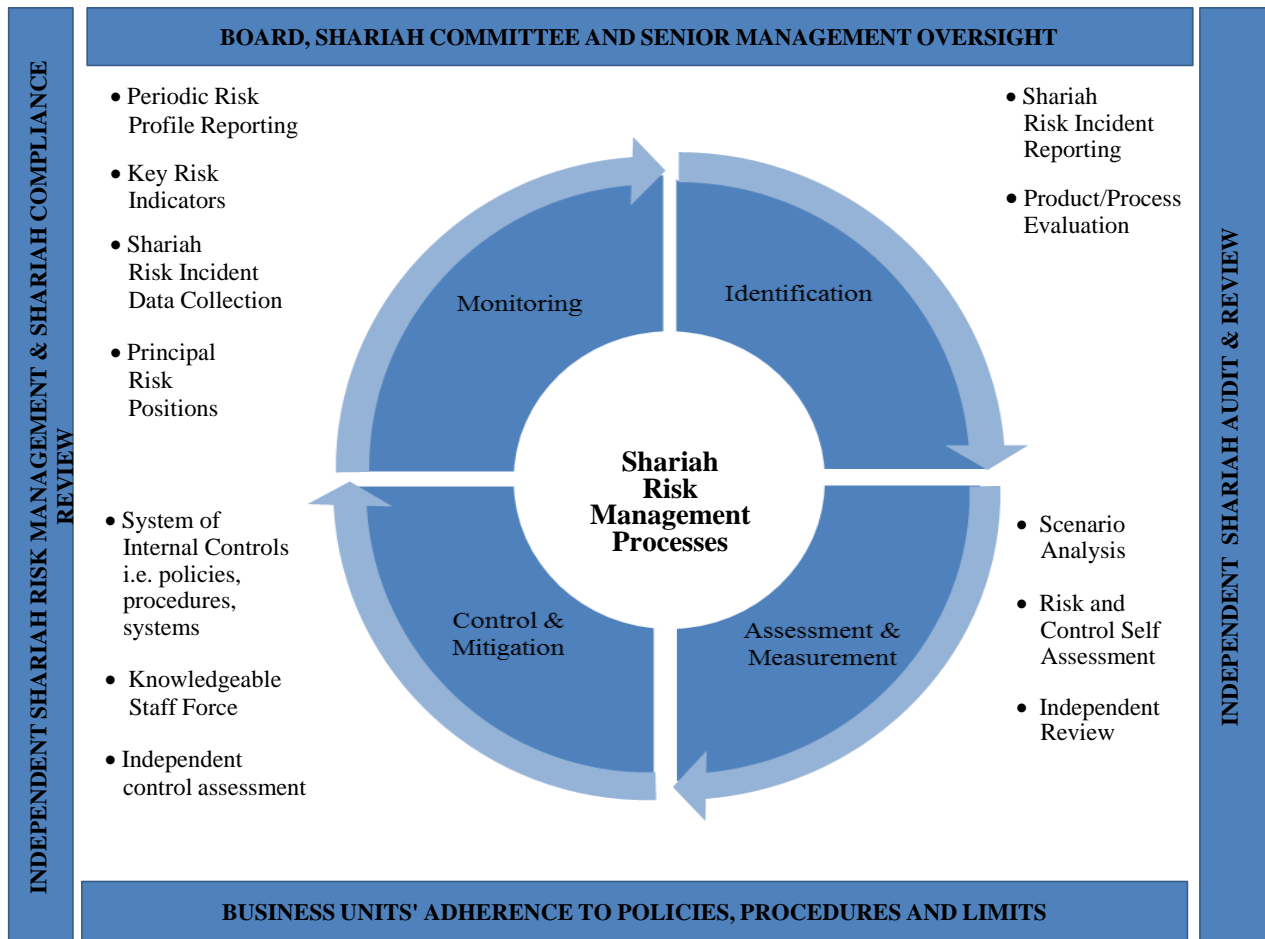 BOARD, SHARIAH COMMITTEE AND SENIOR MANAGEMENT OVERSIGHT
INDEPENDENT SHARIAH RISK MANAGEMENT & SHARIAH COMPLIANCE
REVIEW
• Periodic Risk
Profile Reporting
• Key Risk
Indicators
• Shariah
Risk Incident
Data Collection
• Principal
Risk
Positions
Monitoring
Identification
• Shariah
Risk Incident
Reporting
• Product/Process
Evaluation
Shariah
Risk
Management
Processes
• System of
Internal Controls
i.e. policies,
procedures,
systems
• Knowledgeable
Staff Force
• Independent
control assessment
Control &
Mitigation
Assessment &
Measurement
• Scenario
Analysis
• Risk and
Control Self
Assessment
• Independent
Review
INDEPENDENT SHARIAH AUDIT & REVIEW
BUSINESS UNITS' ADHERENCE TO POLICIES, PROCEDURES AND LIMITS